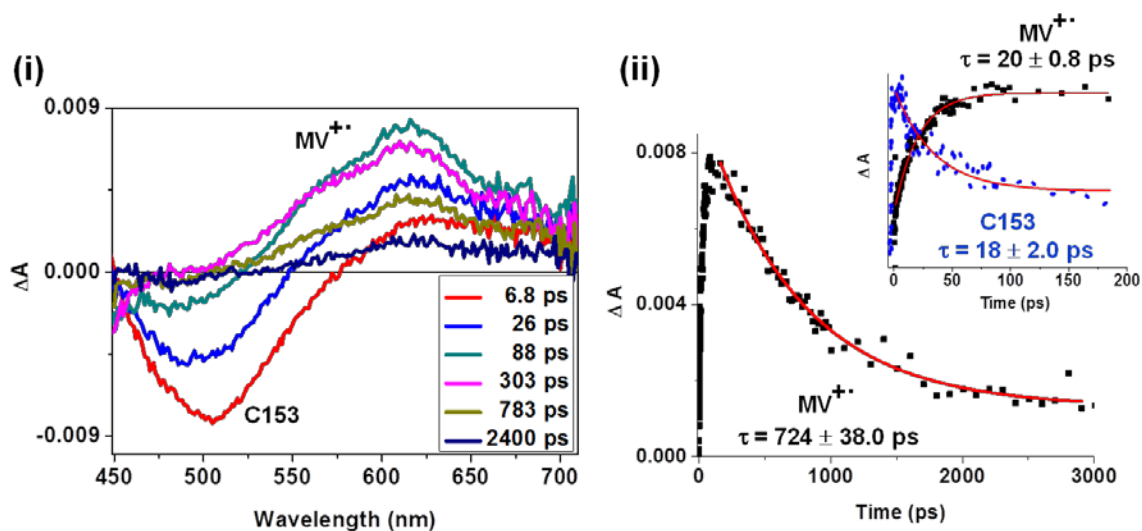 (i)
0.009
0.000
-0.009
ΔA
MV+·
C153
6.8 ps
26 ps
88 ps
303 ps
783 ps
2400 ps
450 500 550 600 650 700
Wavelength (nm)
(ii)
0.008
0.004
0.000
Δ A
MV+·
τ = 724 ± 38.0 ps
0 1000 2000 3000
Time (ps)
MV+·
τ = 20 ± 0.8 ps
Δ A
C153
τ = 18 ± 2.0 ps
0 50 100 150 200
Time (ps)